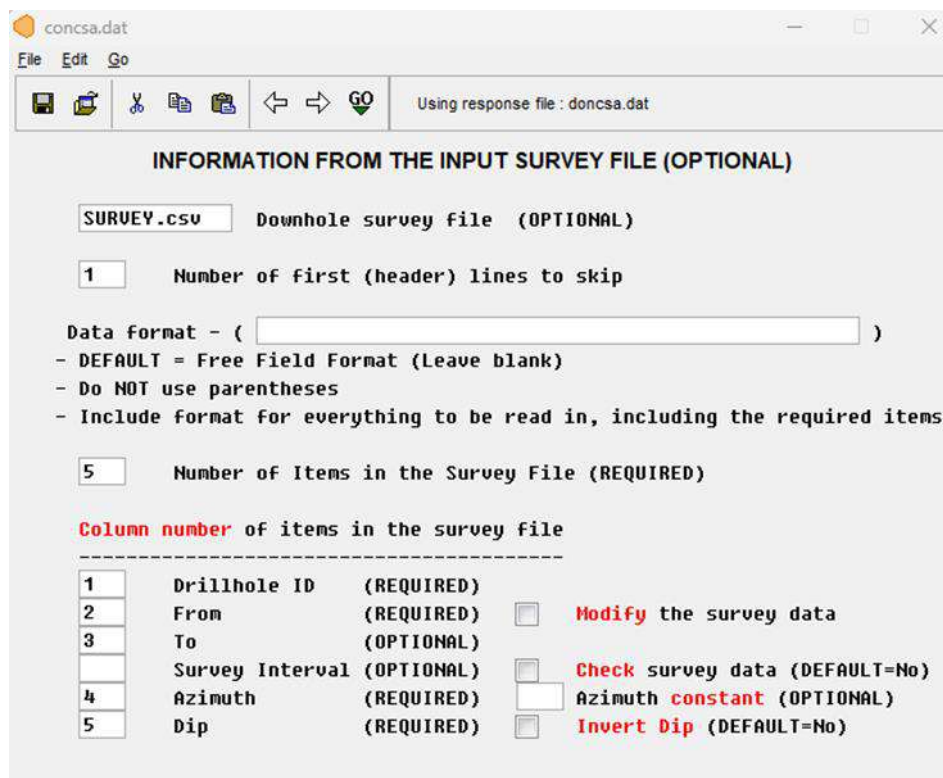 concsa.dat
File Edit Go
GO Using response file : doncsa.dat
INFORMATION FROM THE INPUT SURVEY FILE (OPTIONAL)
SURVEY.csv Downhole survey file (OPTIONAL)
1 Number of first (header) lines to skip
Data format - ( )
- DEFAULT = Free Field Format (Leave blank)
- Do NOT use parentheses
- Include format for everything to be read in, including the required items
5 Number of Items in the Survey File (REQUIRED)
Column number of items in the survey file
-----------------------------------------
1 Drillhole ID (REQUIRED)
2 From (REQUIRED) Modify the survey data
3 To (OPTIONAL)
Survey Interval (OPTIONAL) Check survey data (DEFAULT=No)
4 Azimuth (REQUIRED) Azimuth constant (OPTIONAL)
5 Dip (REQUIRED) Invert Dip (DEFAULT=No)